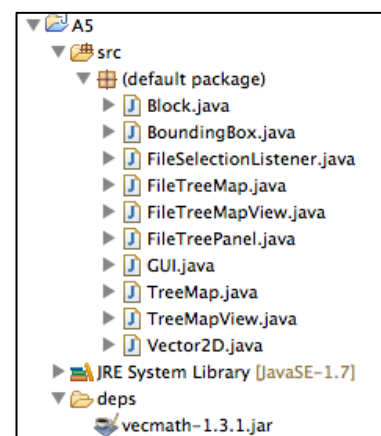 A5
src
(default package)
Block.java
BoundingBox.java
FileSelectionListener.java
FileTreeMap.java
FileTreeMapView.java
FileTreePanel.java
GUI.java
TreeMap.java
TreeMapView.java
Vector2D.java
JRE System Library [JavaSE-1.7]
deps
vecmath-1.3.1.jar